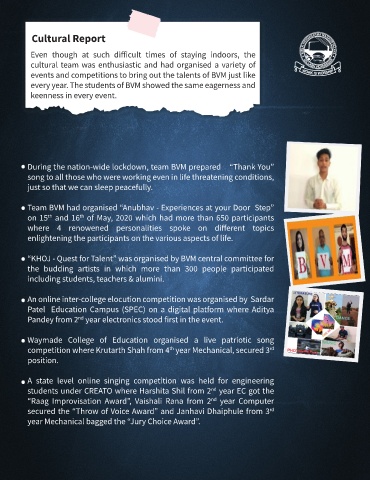 Cultural Report
Even though at such difficult times of staying indoors, the
cultural team was enthusiastic and had organised a variety of
events and competitions to bring out the talents of BVM just like
every year. The students of BVM showed the same eagerness and
keenness in every event.
• During the nation-wide lockdown, team BVM prepared “Thank You”
song to all those who were working even in life threatening conditions,
just so that we can sleep peacefully.
• Team BVM had organised “Anubhav - Experiences at your Door Step”
on 15th and 16th of May, 2020 which had more than 650 participants
where 4 renowned personalities spoke on different topics
enlightening the participants on the various aspects of life.
• “KHOJ - Quest for Talent” was organised by BVM central committee for
the budding artists in which more than 300 people participated
including students, teachers & alumini.
• An online inter-college elocution competition was organised by Sardar
Patel Education Campus (SPEC) on a digital platform where Aditya
Pandey from 2nd year electronics stood first in the event.
• Waymade College of Education organised a live patriotic song
competition where Krutarth Shah from 4th year Mechanical, secured 3rd
position.
• A state level online singing competition was held for engineering
students under CREATO where Harshita Shil from 2nd year EC got the
“Raag Improvisation Award”, Vaishali Rana from 2nd year Computer
secured the “Throw of Voice Award” and Janhavi Dhaiphule from 3rd
year Mechanical bagged the “Jury Choice Award”.
B V M